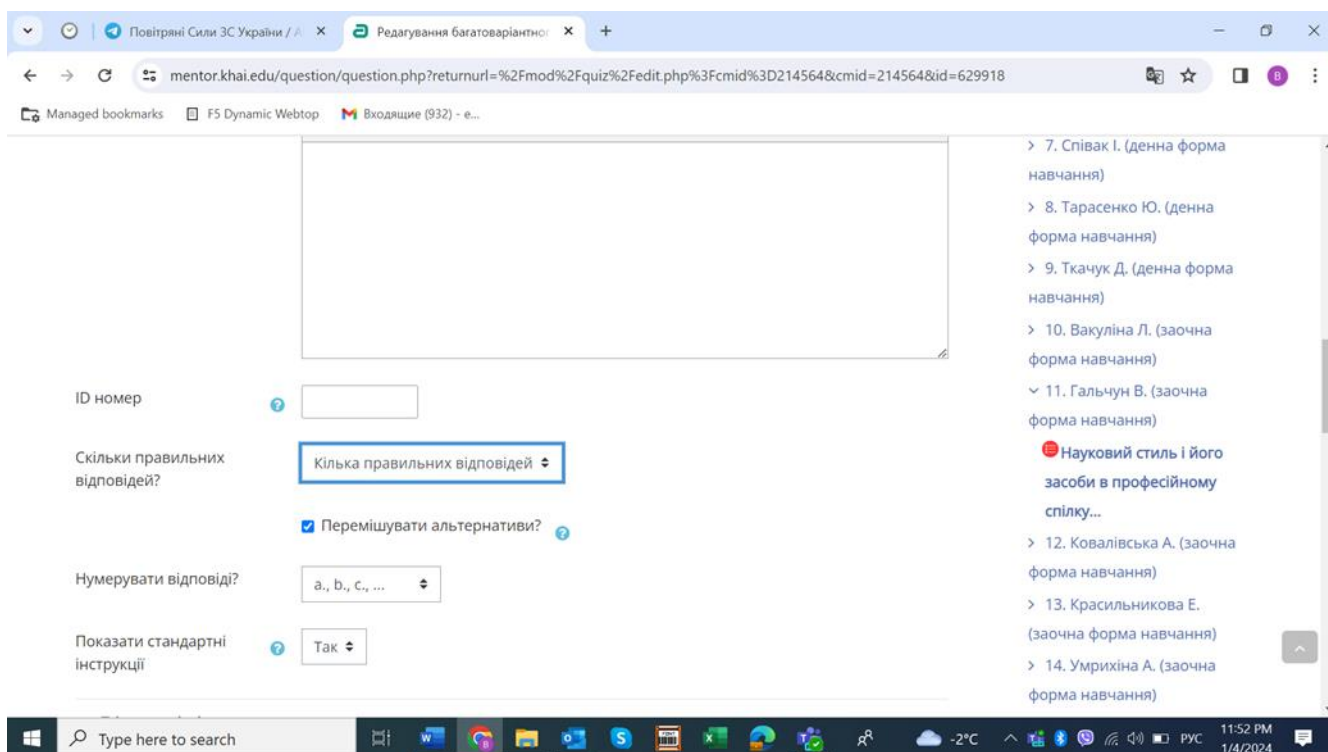 Повітряні Сили ЗС України / А
Редагування багатоваріантног
mentor.khai.edu/question/question.php?returnurl=%2Fmod%2Fquiz%2Fedit.php%3Fcmid%3D214564&cmid=214564&id=629918
B
Managed bookmarks
F5 Dynamic Webtop
Входящие (932) - e...
ID номер
Скільки правильних
відповідей?
Кілька правильних відповідей
Перемішувати альтернативи?
Нумерувати відповіді?
a., b., c., ...
Показати стандартні
інструкції
Так
> 7. Співак І. (денна форма
навчання)
> 8. Тарасенко Ю. (денна
форма навчання)
> 9. Ткачук Д. (денна форма
навчання)
> 10. Вакуліна Л. (заочна
форма навчання)
11. Гальчун В. (заочна
форма навчання)
Науковий стиль і його
засоби в професійному
спілку...
> 12. Ковалівська А. (заочна
форма навчання)
> 13. Красильникова Е.
(заочна форма навчання)
> 14. Умрихіна А. (заочна
форма навчання)
Type here to search
-2°C
РУС
11:52 PM
1/4/2024